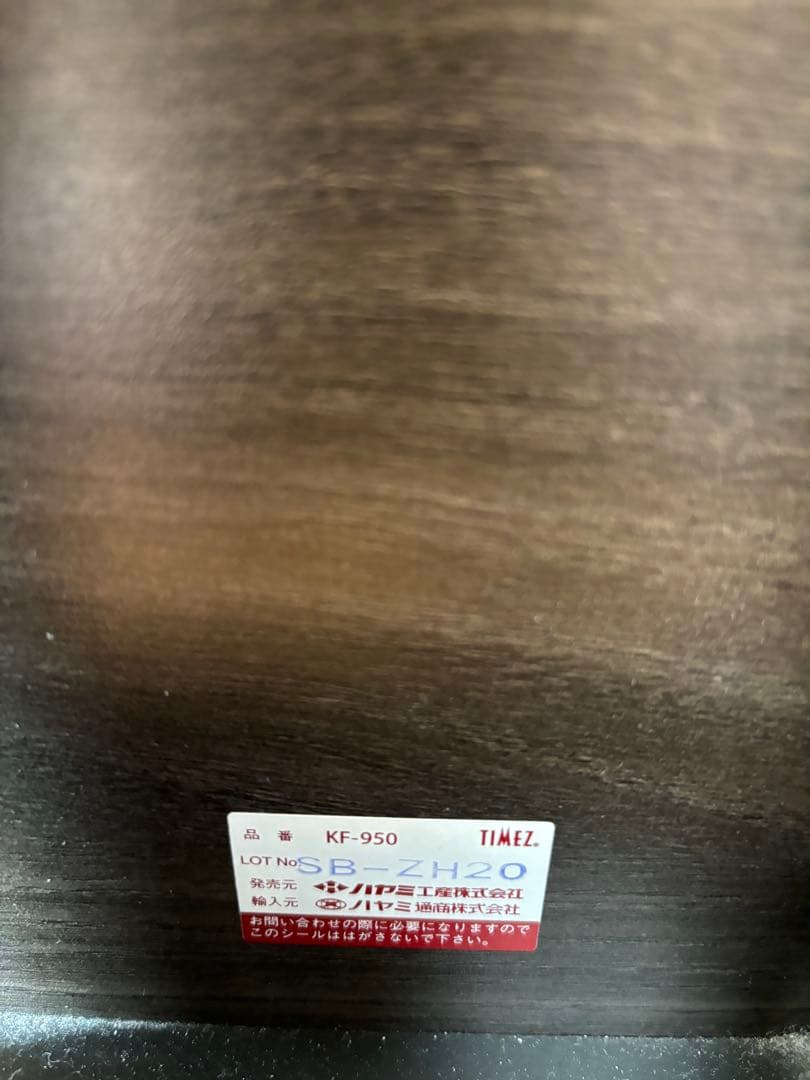 品番 KF-950 TIMEZ®
LOT No. SB-ZH20
発売元 ハヤミ工産株式会社
輸入元 ハヤミ通商株式会社
お問い合わせの際に必要になりますので
このシールははがさないで下さい。